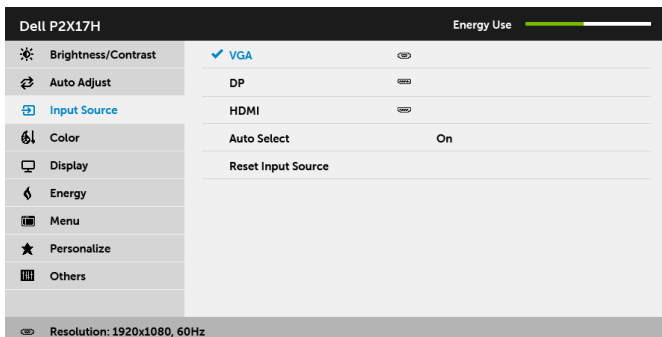 Dell P2X17H Energy Use
Brightness/Contrast VGA
Auto Adjust DP
Input Source HDMI
Color Auto Select On
Display Reset Input Source
Energy
Menu
Personalize
Others
Resolution: 1920x1080, 60Hz